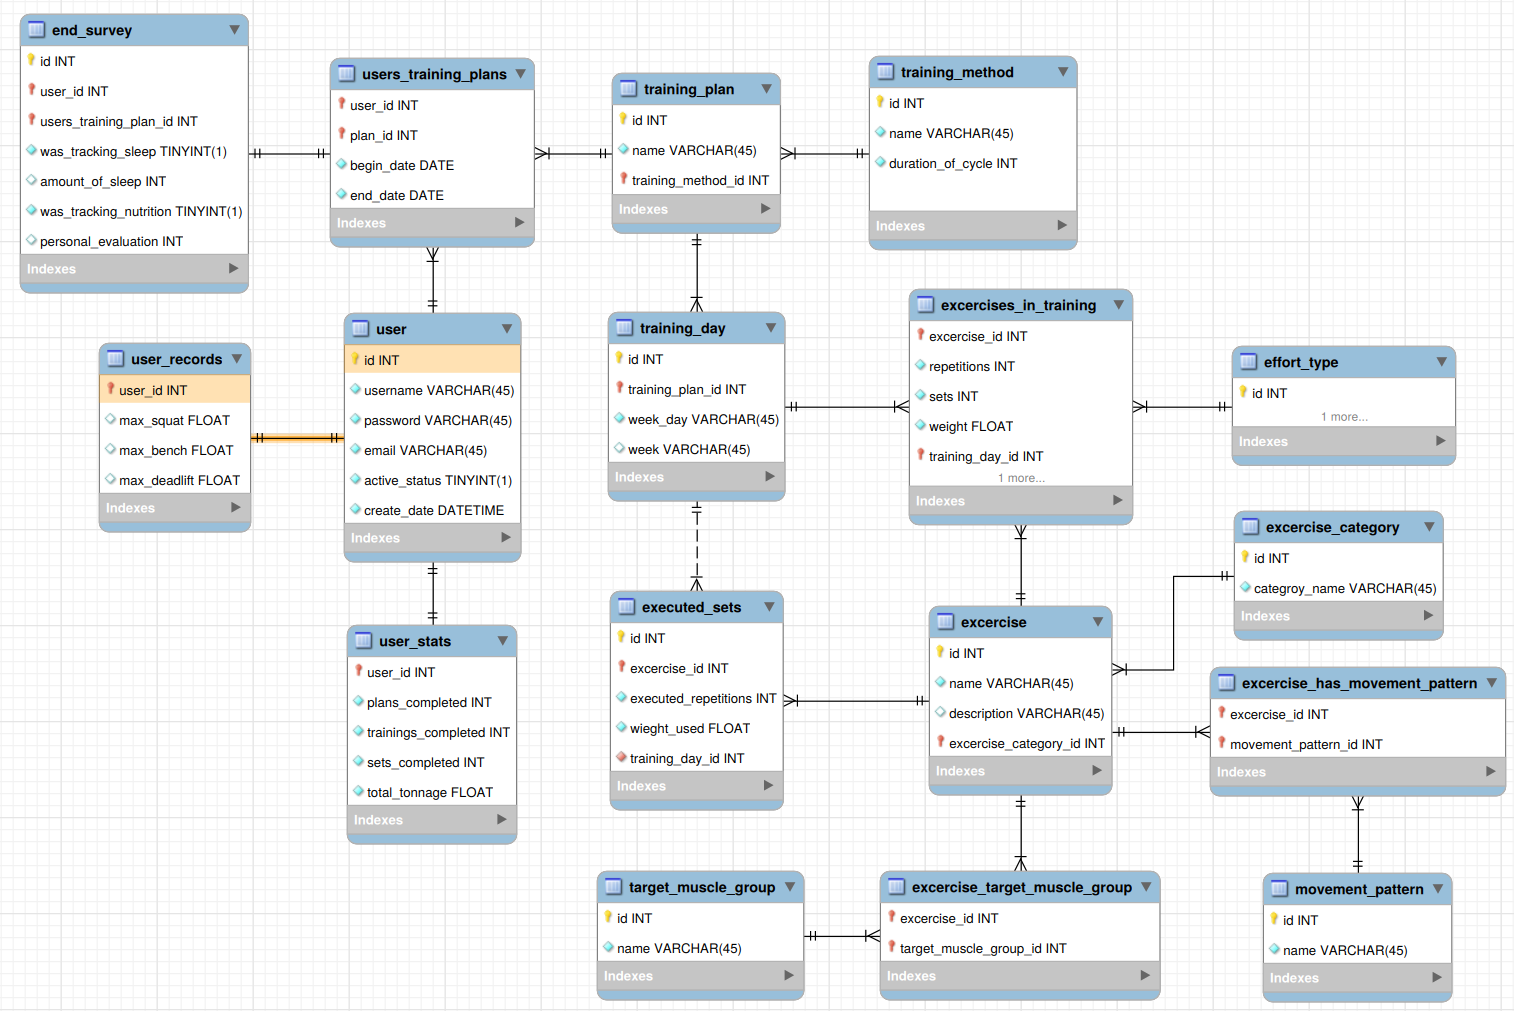 end_survey
id INT
user_id INT
users_training_plan_id INT
was_tracking_sleep TINYINT(1)
amount_of_sleep INT
was_tracking_nutrition TINYINT(1)
personal_evaluation INT
Indexes
users_training_plans
user_id INT
plan_id INT
begin_date DATE
end_date DATE
Indexes
training_plan
id INT
name VARCHAR(45)
training_method_id INT
Indexes
training_method
id INT
name VARCHAR(45)
duration_of_cycle INT
Indexes
user_records
user_id INT
max_squat FLOAT
max_bench FLOAT
max_deadlift FLOAT
Indexes
user
id INT
username VARCHAR(45)
password VARCHAR(45)
email VARCHAR(45)
active_status TINYINT(1)
create_date DATETIME
Indexes
training_day
id INT
training_plan_id INT
week_day VARCHAR(45)
week VARCHAR(45)
Indexes
excercises_in_training
excercise_id INT
repetitions INT
sets INT
weight FLOAT
training_day_id INT
1 more...
Indexes
effort_type
id INT
1 more...
Indexes
excercise_category
id INT
categroy_name VARCHAR(45)
Indexes
user_stats
user_id INT
plans_completed INT
trainings_completed INT
sets_completed INT
total_tonnage FLOAT
Indexes
executed_sets
id INT
excercise_id INT
executed_repetitions INT
wieght_used FLOAT
training_day_id INT
Indexes
excercise
id INT
name VARCHAR(45)
description VARCHAR(45)
excercise_category_id INT
Indexes
excercise_has_movement_pattern
excercise_id INT
movement_pattern_id INT
Indexes
target_muscle_group
id INT
name VARCHAR(45)
Indexes
excercise_target_muscle_group
excercise_id INT
target_muscle_group_id INT
Indexes
movement_pattern
id INT
name VARCHAR(45)
Indexes